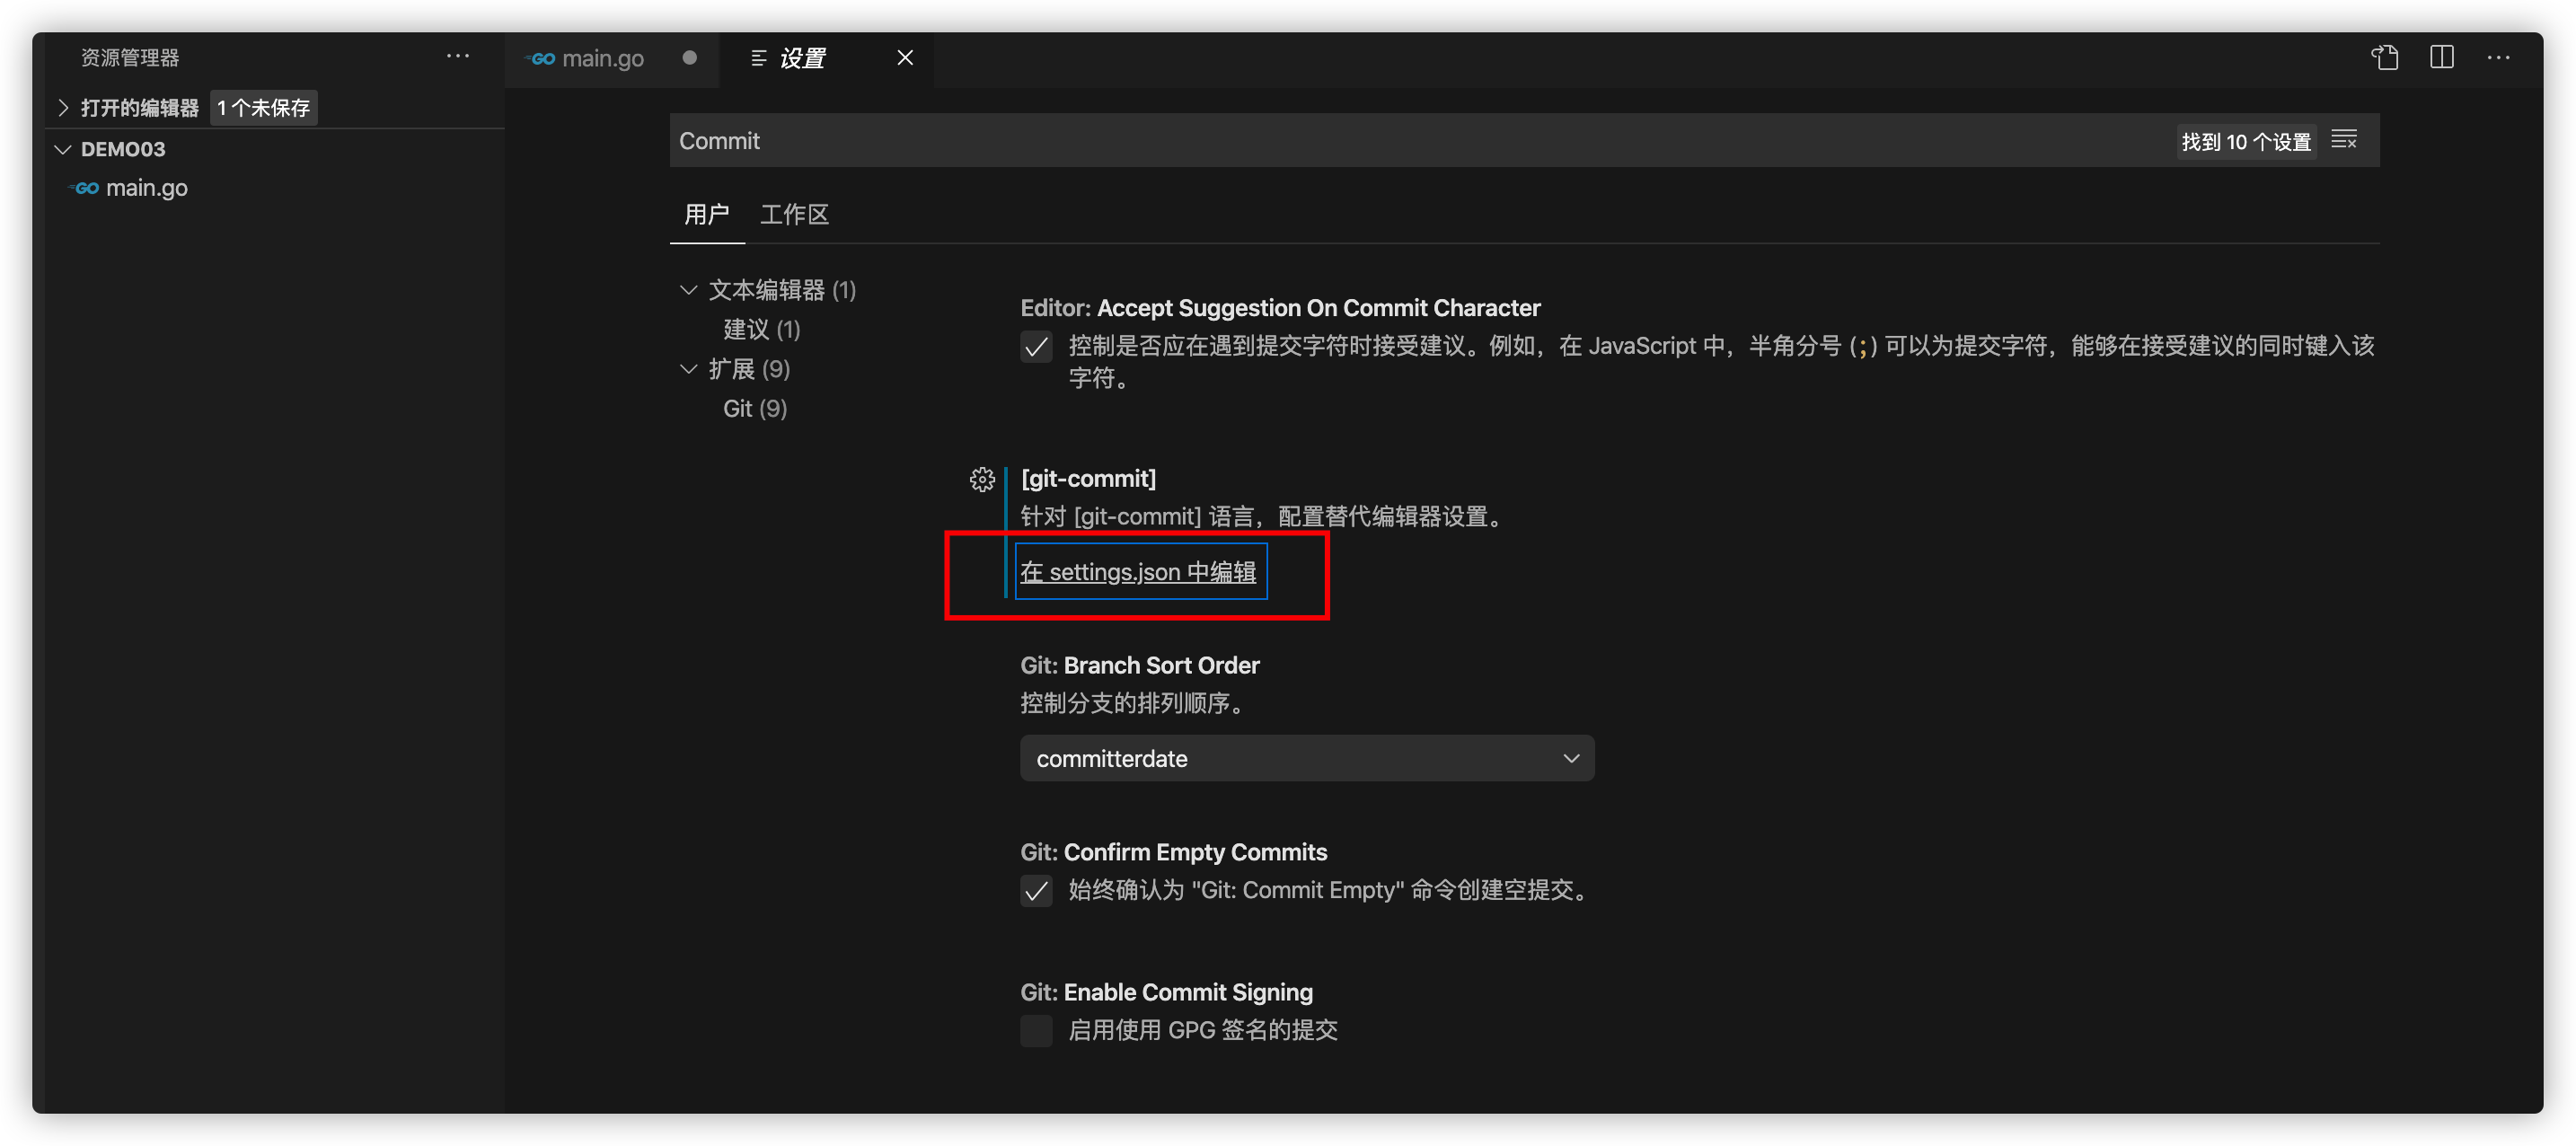 资源管理器
打开的编辑器 1 个未保存
DEMO03
GO main.go
GO main.go
设置
Commit
找到 10 个设置
用户 工作区
文本编辑器 (1)
建议 (1)
扩展 (9)
Git (9)
Editor: Accept Suggestion On Commit Character
控制是否应在遇到提交字符时接受建议。例如，在 JavaScript 中，半角分号 (;) 可以为提交字符，能够在接受建议的同时键入该
字符。
[git-commit]
针对 [git-commit] 语言，配置替代编辑器设置。
在 settings.json 中编辑
Git: Branch Sort Order
控制分支的排列顺序。
committerdate
Git: Confirm Empty Commits
始终确认为 "Git: Commit Empty" 命令创建空提交。
Git: Enable Commit Signing
启用使用 GPG 签名的提交